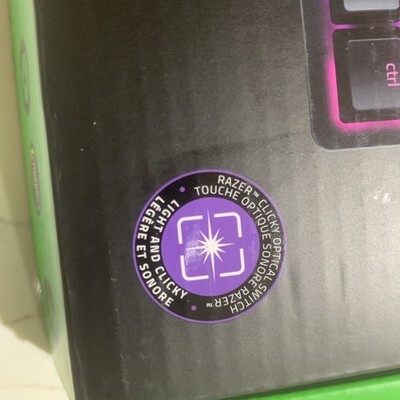 ctrl
RAZER™ CLICKY OPTICAL SWITCH
TOUCHE OPTIQUE SONORE RAZER™
LIGHT AND CLICKY
LÉGÈRE ET SONORE